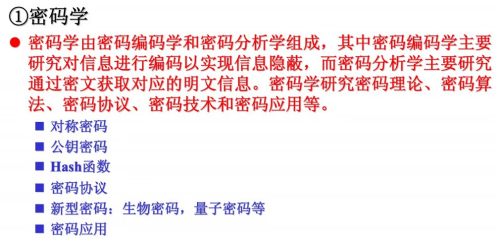 ①密码学
密码学由密码编码学和密码分析学组成，其中密码编码学主要
研究对信息进行编码以实现信息隐蔽，而密码分析学主要研究
通过密文获取对应的明文信息。密码学研究密码理论、密码算
法、密码协议、密码技术和密码应用等。
对称密码
公钥密码
Hash函数
密码协议
新型密码：生物密码，量子密码等
密码应用